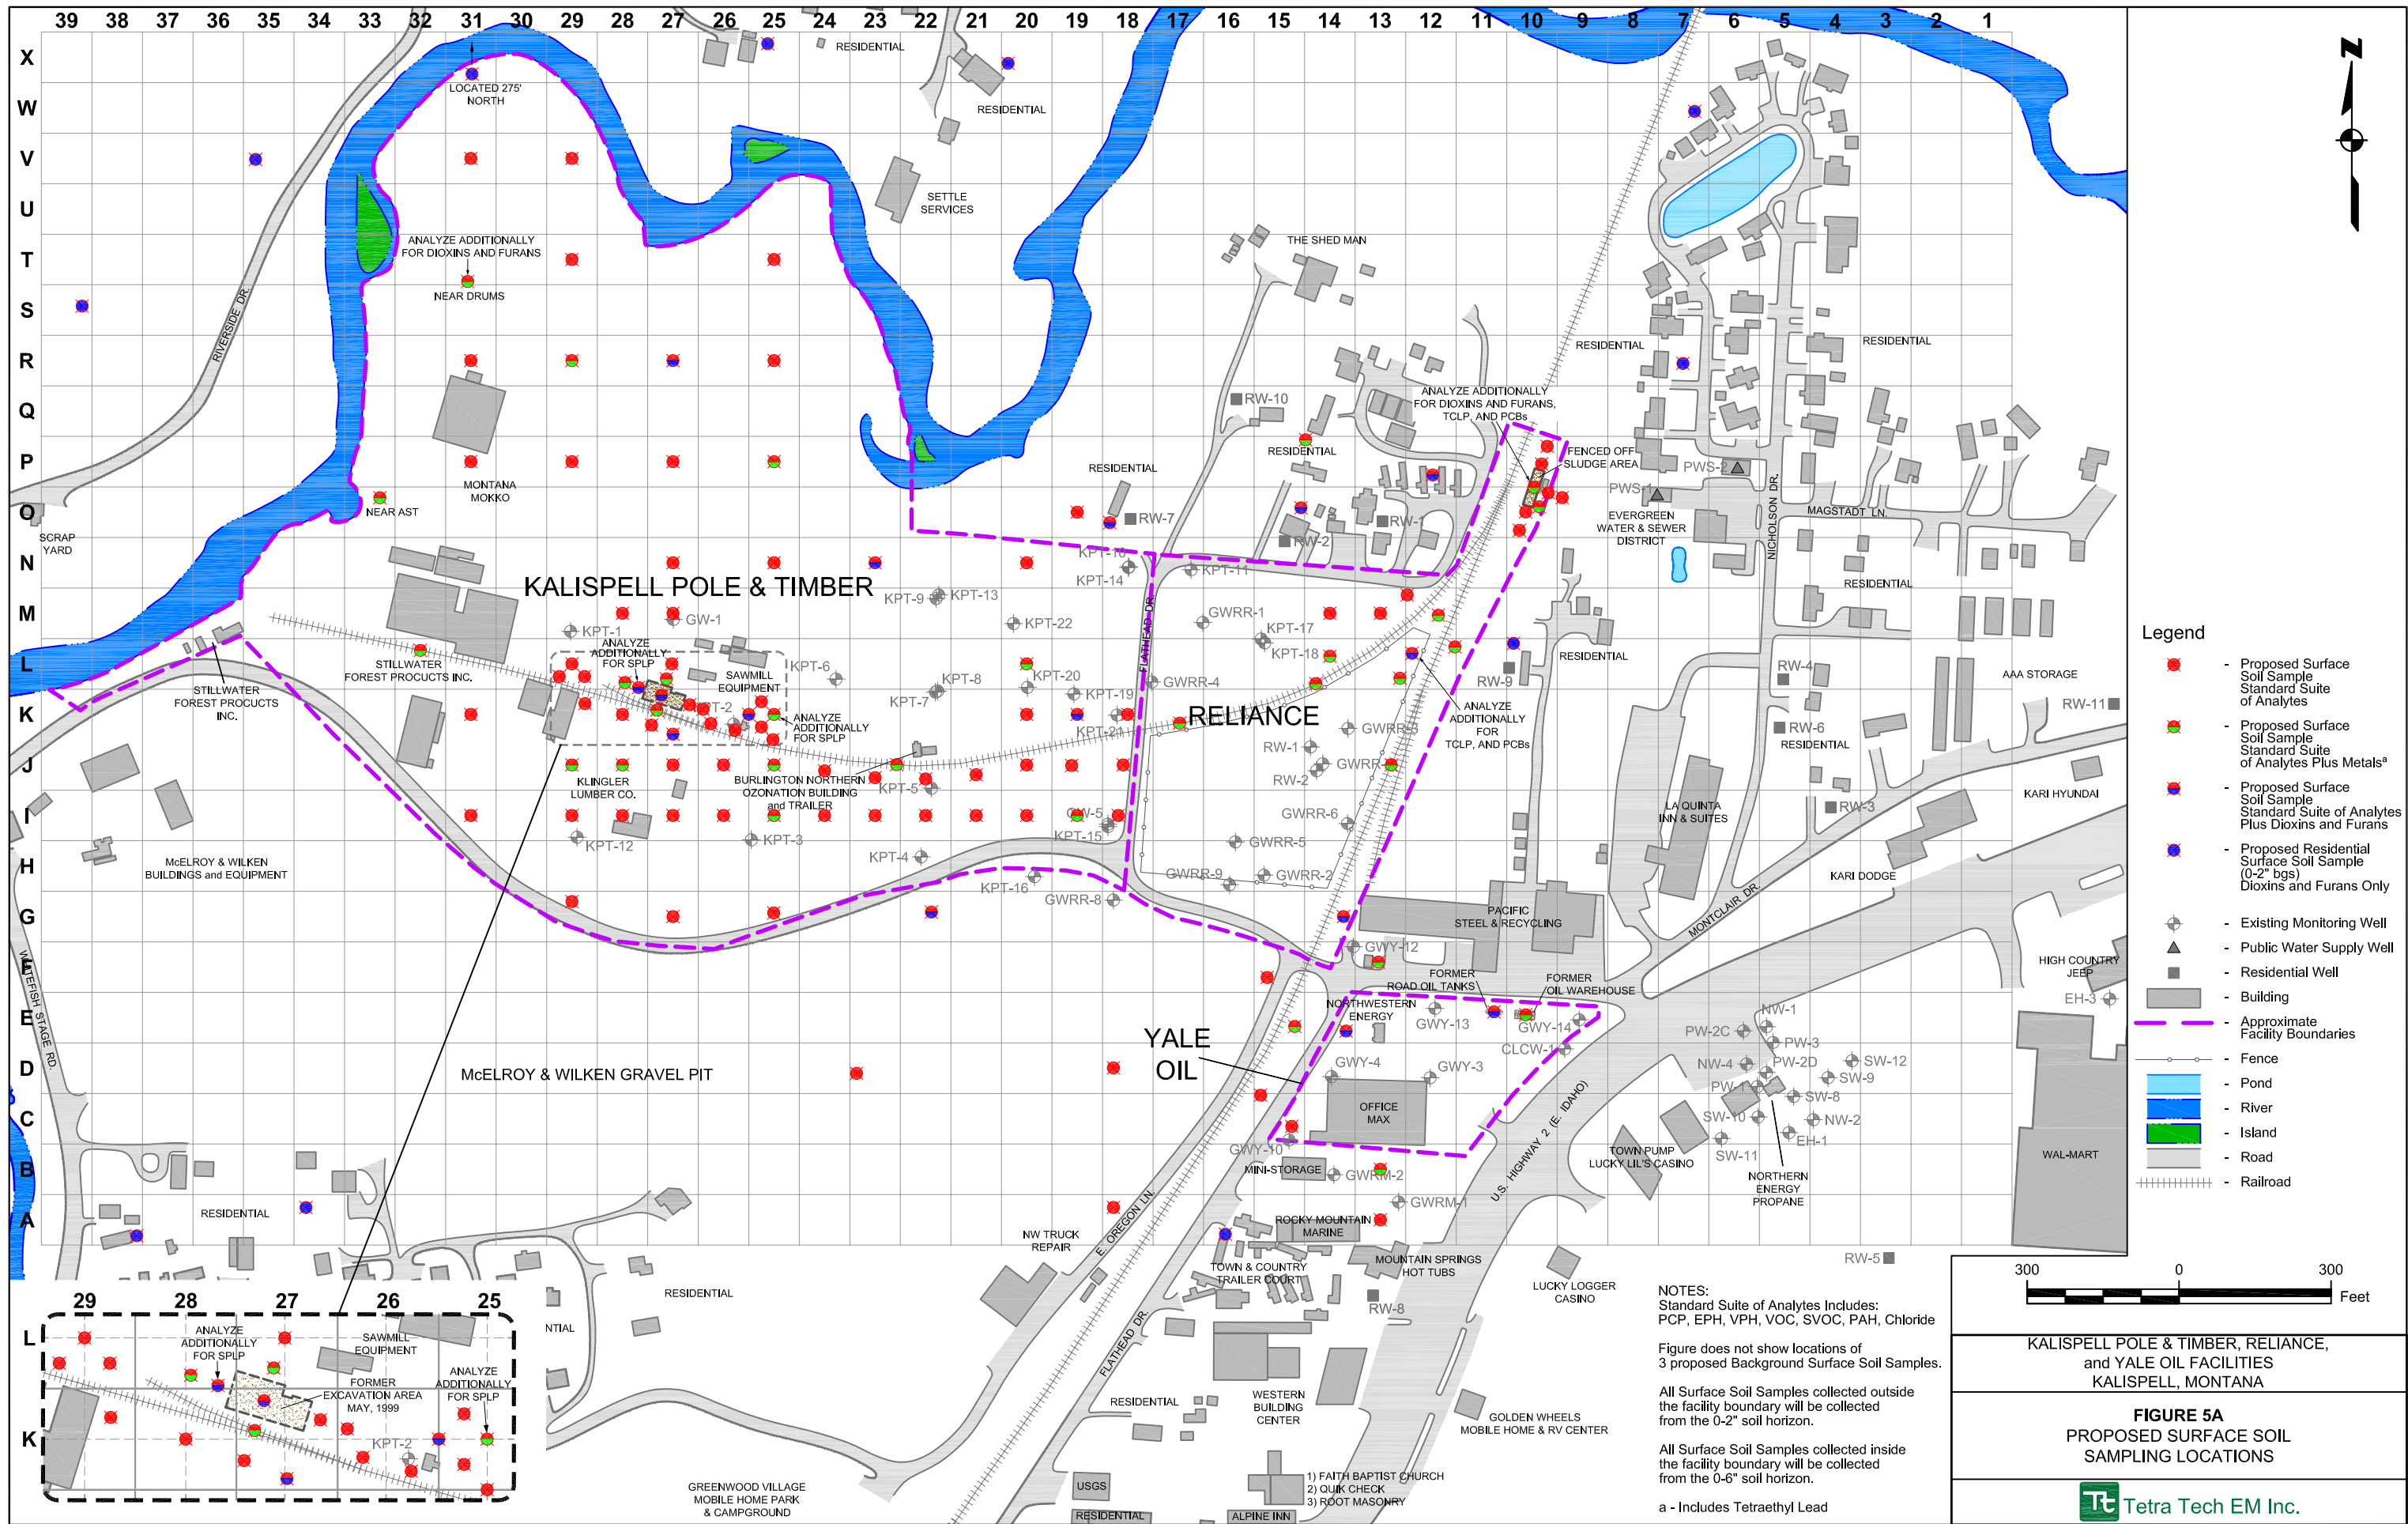 39 38 37 36 35 34 33 32 31 30 29 28 27 26 25 24 23 22 21 20 19 18 17 16 15 14 13 12 11 10 9 8 7 6 5 4 3 2 1
X
W
V
U
T
S
R
Q
P
O
N
M
L
K
J
I
H
G
F
E
D
C
B
A
LOCATED 275'
NORTH
RESIDENTIAL
RESIDENTIAL
SETTLE
SERVICES
RIVERSIDE DR.
ANALYZE ADDITIONALLY
FOR DIOXINS AND FURANS
NEAR DRUMS
THE SHED MAN
RESIDENTIAL
RESIDENTIAL
MONTANA
MOKKO
NEAR AST
SCRAP
YARD
RW-10
ANALYZE ADDITIONALLY
FOR DIOXINS AND FURANS,
TCLP, AND PCBs
RESIDENTIAL
RESIDENTIAL
FENCED OFF
SLUDGE AREA
PWS-2
PWS-1
RW-7
RW-1
RW-2
EVERGREEN
WATER & SEWER
DISTRICT
NICHOLSON DR.
MAGSTADT LN.
RESIDENTIAL
KALISPELL POLE & TIMBER
KPT-10
KPT-14
KPT-11
KPT-9
KPT-13
KPT-22
FLATHEAD DR.
GWRR-1
KPT-17
KPT-18
KPT-1
GW-1
ANALYZE
ADDITIONALLY
FOR SPLP
STILLWATER
FOREST PRODUCTS INC.
STILLWATER
FOREST PRODUCTS
INC.
SAWMILL
EQUIPMENT
KPT-6
KPT-8
KPT-7
KPT-20
KPT-19
KPT-21
KPT-2
ANALYZE
ADDITIONALLY
FOR SPLP
GWRR-4
RELIANCE
GWRR-3
RW-1
GWRR-
RW-2
ANALYZE
ADDITIONALLY
FOR
TCLP, AND PCBs
RW-9
RESIDENTIAL
RW-4
RW-6
RESIDENTIAL
RW-3
AAA STORAGE
RW-11
KARI HYUNDAI
KARI DODGE
LA QUINTA
INN & SUITES
KLINGLER
LUMBER CO.
BURLINGTON NORTHERN
OZONATION BUILDING
and TRAILER
KPT-5
GW-5
KPT-15
KPT-12
KPT-3
KPT-4
KPT-16
GWRR-8
GWRR-6
GWRR-5
GWRR-9
GWRR-2
McELROY & WILKEN
BUILDINGS and EQUIPMENT
WHITEFISH STAGE RD.
PACIFIC
STEEL & RECYCLING
MONTCLAIR DR.
GWY-12
FORMER
ROAD OIL TANKS
FORMER
OIL WAREHOUSE
NORTHWESTERN
ENERGY
GWY-13
GWY-14
CLCW-1
YALE
OIL
GWY-4
GWY-3
OFFICE
MAX
GWY-10
McELROY & WILKEN GRAVEL PIT
HIGH COUNTRY
JEEP
EH-3
NW-1
PW-2C
PW-3
NW-4
PW-2D
SW-12
SW-9
PW-1
SW-8
SW-10
NW-2
EH-1
SW-11
WAL-MART
TOWN PUMP
LUCKY LIL'S CASINO
NORTHERN
ENERGY
PROPANE
U.S. HIGHWAY 2 (E. IDAHO)
MINI-STORAGE
GWRM-2
GWRM-1
ROCKY MOUNTAIN
MARINE
RESIDENTIAL
NW TRUCK
REPAIR
E. OREGON LN.
FLATHEAD DR.
TOWN & COUNTRY
TRAILER COURT
MOUNTAIN SPRINGS
HOT TUBS
LUCKY LOGGER
CASINO
RW-5
RW-8
RESIDENTIAL
NTIAL
WESTERN
BUILDING
CENTER
GOLDEN WHEELS
MOBILE HOME & RV CENTER
RESIDENTIAL
USGS
RESIDENTIAL
ALPINE INN
1) FAITH BAPTIST CHURCH
2) QUIK CHECK
3) ROOT MASONRY
GREENWOOD VILLAGE
MOBILE HOME PARK
& CAMPGROUND
29 28 27 26 25
L
K
ANALYZE
ADDITIONALLY
FOR SPLP
SAWMILL
EQUIPMENT
FORMER
EXCAVATION AREA
MAY, 1999
ANALYZE
ADDITIONALLY
FOR SPLP
KPT-2
N
Legend
- Proposed Surface
Soil Sample
Standard Suite
of Analytes
- Proposed Surface
Soil Sample
Standard Suite
of Analytes Plus Metalsª
- Proposed Surface
Soil Sample
Standard Suite of Analytes
Plus Dioxins and Furans
- Proposed Residential
Surface Soil Sample
(0-2" bgs)
Dioxins and Furans Only
- Existing Monitoring Well
- Public Water Supply Well
- Residential Well
- Building
- Approximate
Facility Boundaries
- Fence
- Pond
- River
- Island
- Road
- Railroad
NOTES:
Standard Suite of Analytes Includes:
PCP, EPH, VPH, VOC, SVOC, PAH, Chloride
Figure does not show locations of
3 proposed Background Surface Soil Samples.
All Surface Soil Samples collected outside
the facility boundary will be collected
from the 0-2" soil horizon.
All Surface Soil Samples collected inside
the facility boundary will be collected
from the 0-6" soil horizon.
a - Includes Tetraethyl Lead
300 0 300
Feet
KALISPELL POLE & TIMBER, RELIANCE,
and YALE OIL FACILITIES
KALISPELL, MONTANA
FIGURE 5A
PROPOSED SURFACE SOIL
SAMPLING LOCATIONS
Tt Tetra Tech EM Inc.